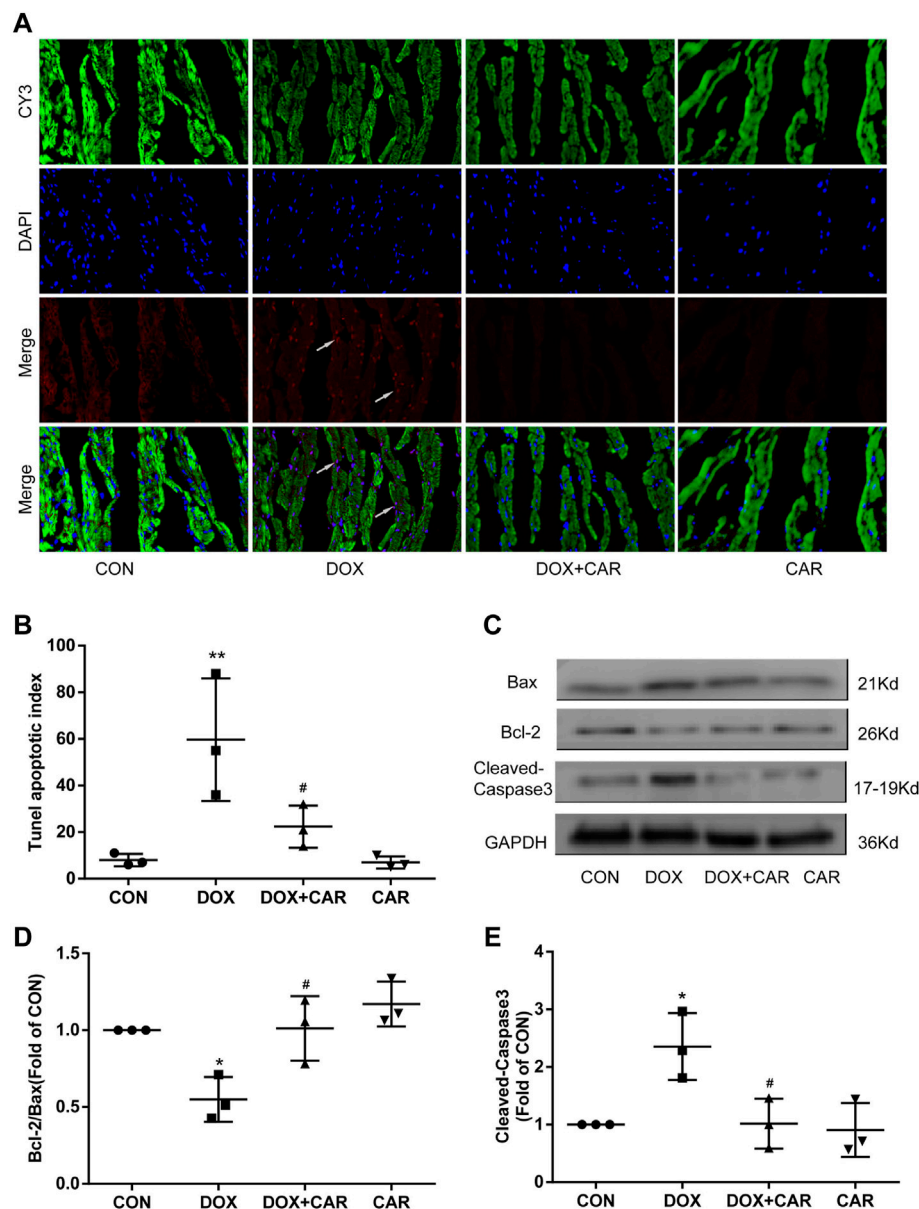 A
CY3
DAPI
Merge
Merge
CON DOX DOX+CAR CAR
B
Tunel apoptotic index
100
80
60
40
20
0
**
#
CON DOX DOX+CAR CAR
C
Bax 21Kd
Bcl-2 26Kd
Cleaved-
Caspase3 17-19Kd
GAPDH 36Kd
CON DOX DOX+CAR CAR
D
Bcl-2/Bax(Fold of CON)
1.5
1.0
0.5
0.0
*
#
CON DOX DOX+CAR CAR
E
Cleaved-Caspase3
(Fold of CON)
4
3
2
1
0
*
#
CON DOX DOX+CAR CAR